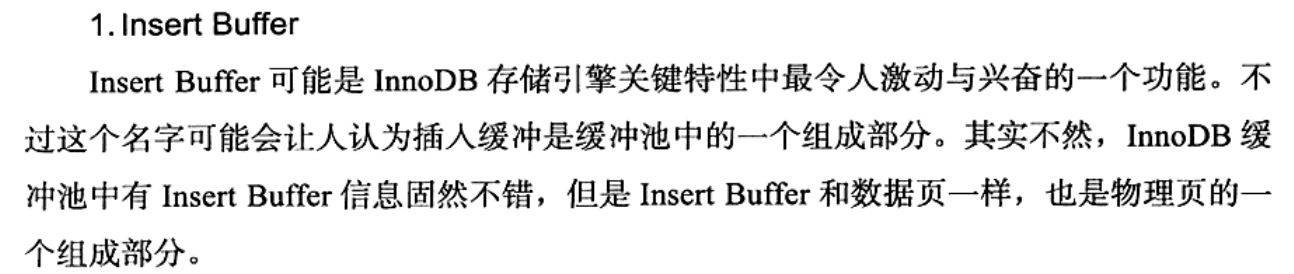 1. Insert Buffer
Insert Buffer 可能是 InnoDB 存储引擎关键特性中最令人激动与兴奋的一个功能。不
过这个名字可能会让人认为插入缓冲是缓冲池中的一个组成部分。其实不然，InnoDB 缓
冲池中有 Insert Buffer 信息固然不错，但是 Insert Buffer 和数据页一样，也是物理页的一
个组成部分。